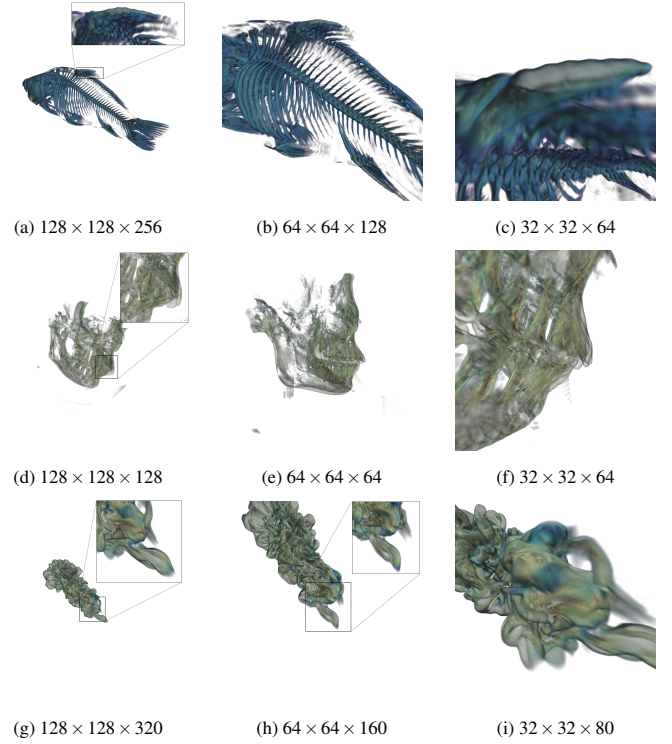 (a) 128 × 128 × 256
(b) 64 × 64 × 128
(c) 32 × 32 × 64
(d) 128 × 128 × 128
(e) 64 × 64 × 64
(f) 32 × 32 × 64
(g) 128 × 128 × 320
(h) 64 × 64 × 160
(i) 32 × 32 × 80